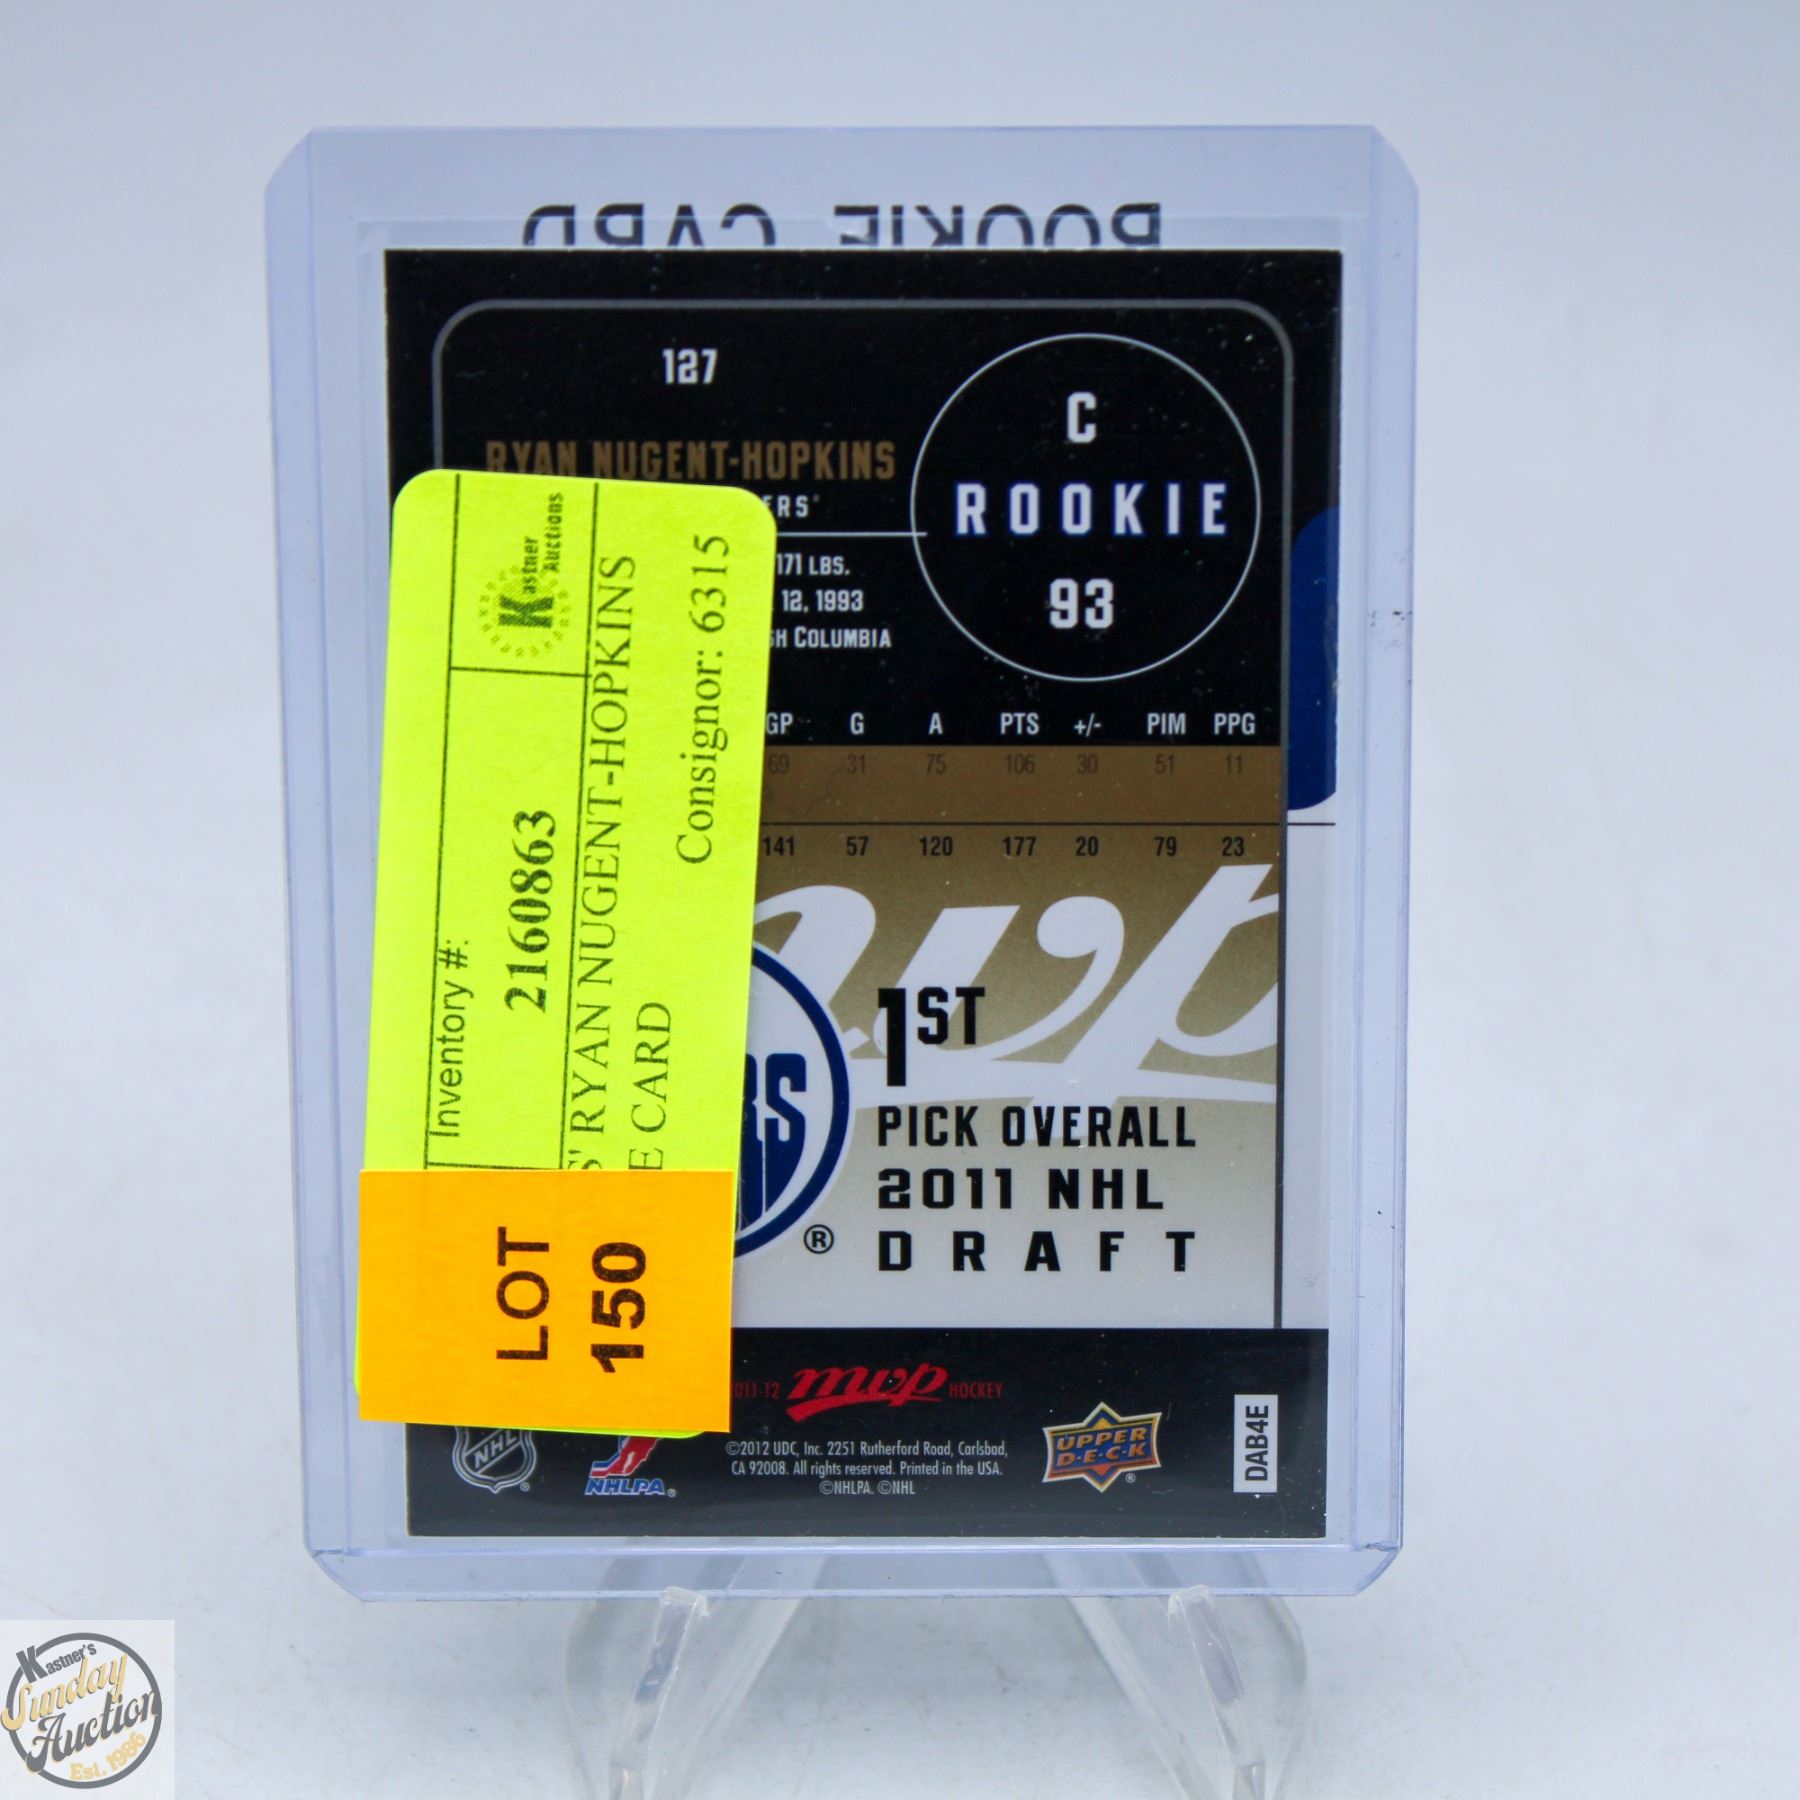 ROOKIE CARD
127
RYAN NUGENT-HOPKINS
C
ROOKIE
93
171 LBS.
12, 1993
COLUMBIA
GP G A PTS +/- PIM PPG
69 31 75 106 30 51 11
141 57 120 177 20 79 23
mvp
1ST
PICK OVERALL
2011 NHL
DRAFT
®
Kastner
Auctions
Inventory #:
2160863
RYAN NUGENT-HOPKINS
CARD
Consignor: 6315
LOT
150
2011-12 mvp HOCKEY
NHL ®
NHLPA ®
©2012 UDC, Inc. 2251 Rutherford Road, Carlsbad,
CA 92008. All rights reserved. Printed in the USA.
©NHLPA. ©NHL
UPPER
D•E•C•K ®
DAB4E
Kastner's
Sunday
Auction
Est. 1986